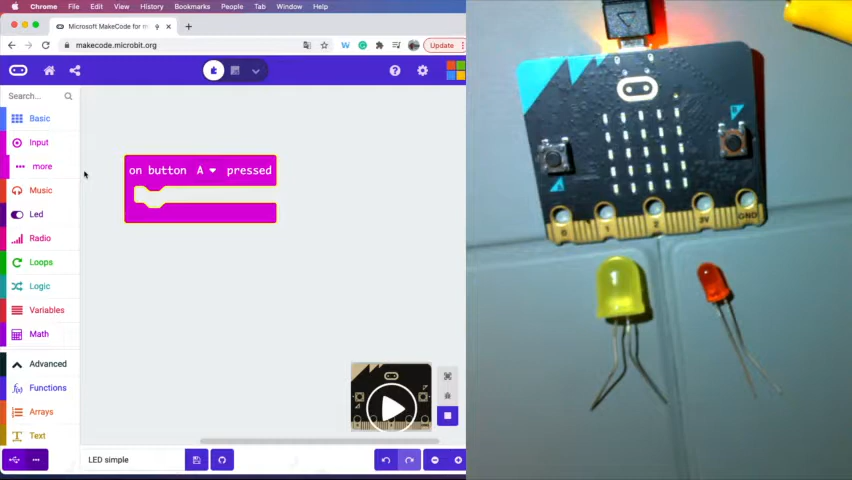 Chrome File Edit View History Bookmarks People Tab Window Help
Microsoft MakeCode for m
makecode.microbit.org
Update
Search...
Basic
Input
more
Music
Led
Radio
Loops
Logic
Variables
Math
Advanced
Functions
Arrays
Text
on button A pressed
LED simple
A
B
0 1 2 3V GND